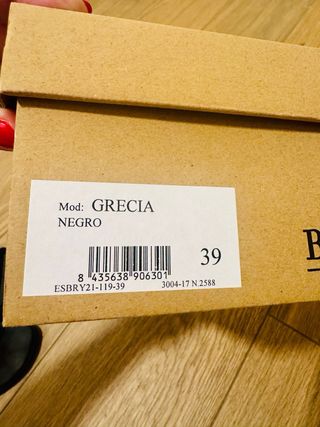 Mod: GRECIA
NEGRO
39
8 435638 906301
ESBRY21-119-39 3004-17 N.2588
B